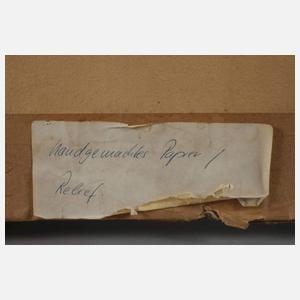 handgemachtes Papier /
Relief